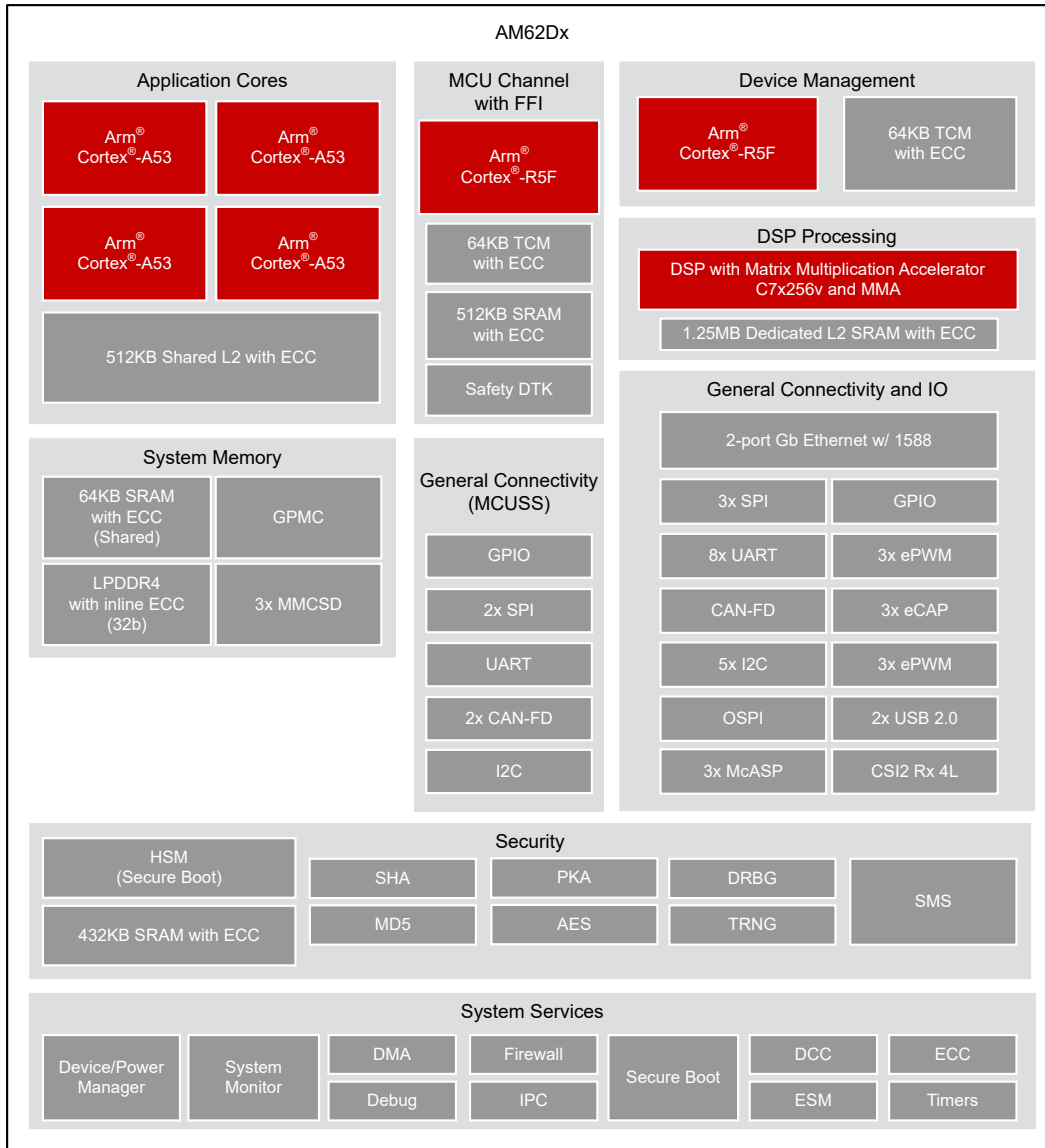 AM62Dx
Application Cores
Arm®
Cortex®-A53
Arm®
Cortex®-A53
Arm®
Cortex®-A53
Arm®
Cortex®-A53
512KB Shared L2 with ECC
MCU Channel
with FFI
Arm®
Cortex®-R5F
64KB TCM
with ECC
512KB SRAM
with ECC
Safety DTK
Device Management
Arm®
Cortex®-R5F
64KB TCM
with ECC
DSP Processing
DSP with Matrix Multiplication Accelerator
C7x256v and MMA
1.25MB Dedicated L2 SRAM with ECC
System Memory
64KB SRAM
with ECC
(Shared)
GPMC
LPDDR4
with inline ECC
(32b)
3x MMCSD
General Connectivity
(MCUSS)
GPIO
2x SPI
UART
2x CAN-FD
I2C
General Connectivity and IO
2-port Gb Ethernet w/ 1588
3x SPI
GPIO
8x UART
3x ePWM
CAN-FD
3x eCAP
5x I2C
3x ePWM
OSPI
2x USB 2.0
3x McASP
CSI2 Rx 4L
Security
HSM
(Secure Boot)
432KB SRAM with ECC
SHA
PKA
DRBG
MD5
AES
TRNG
SMS
System Services
Device/Power
Manager
System
Monitor
DMA
Firewall
Debug
IPC
Secure Boot
DCC
ECC
ESM
Timers